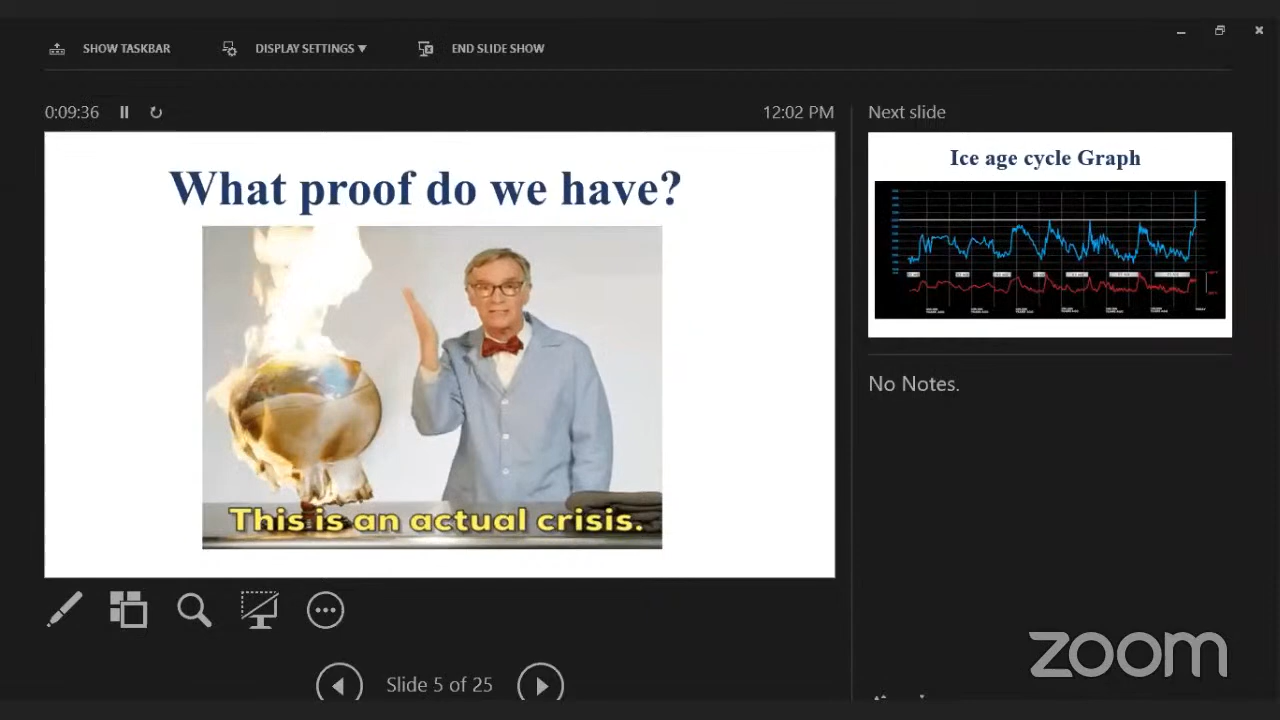 SHOW TASKBAR
DISPLAY SETTINGS ▼
END SLIDE SHOW
0:09:36
12:02 PM
Next slide
What proof do we have?
This is an actual crisis.
Ice age cycle Graph
No Notes.
Slide 5 of 25
zoom